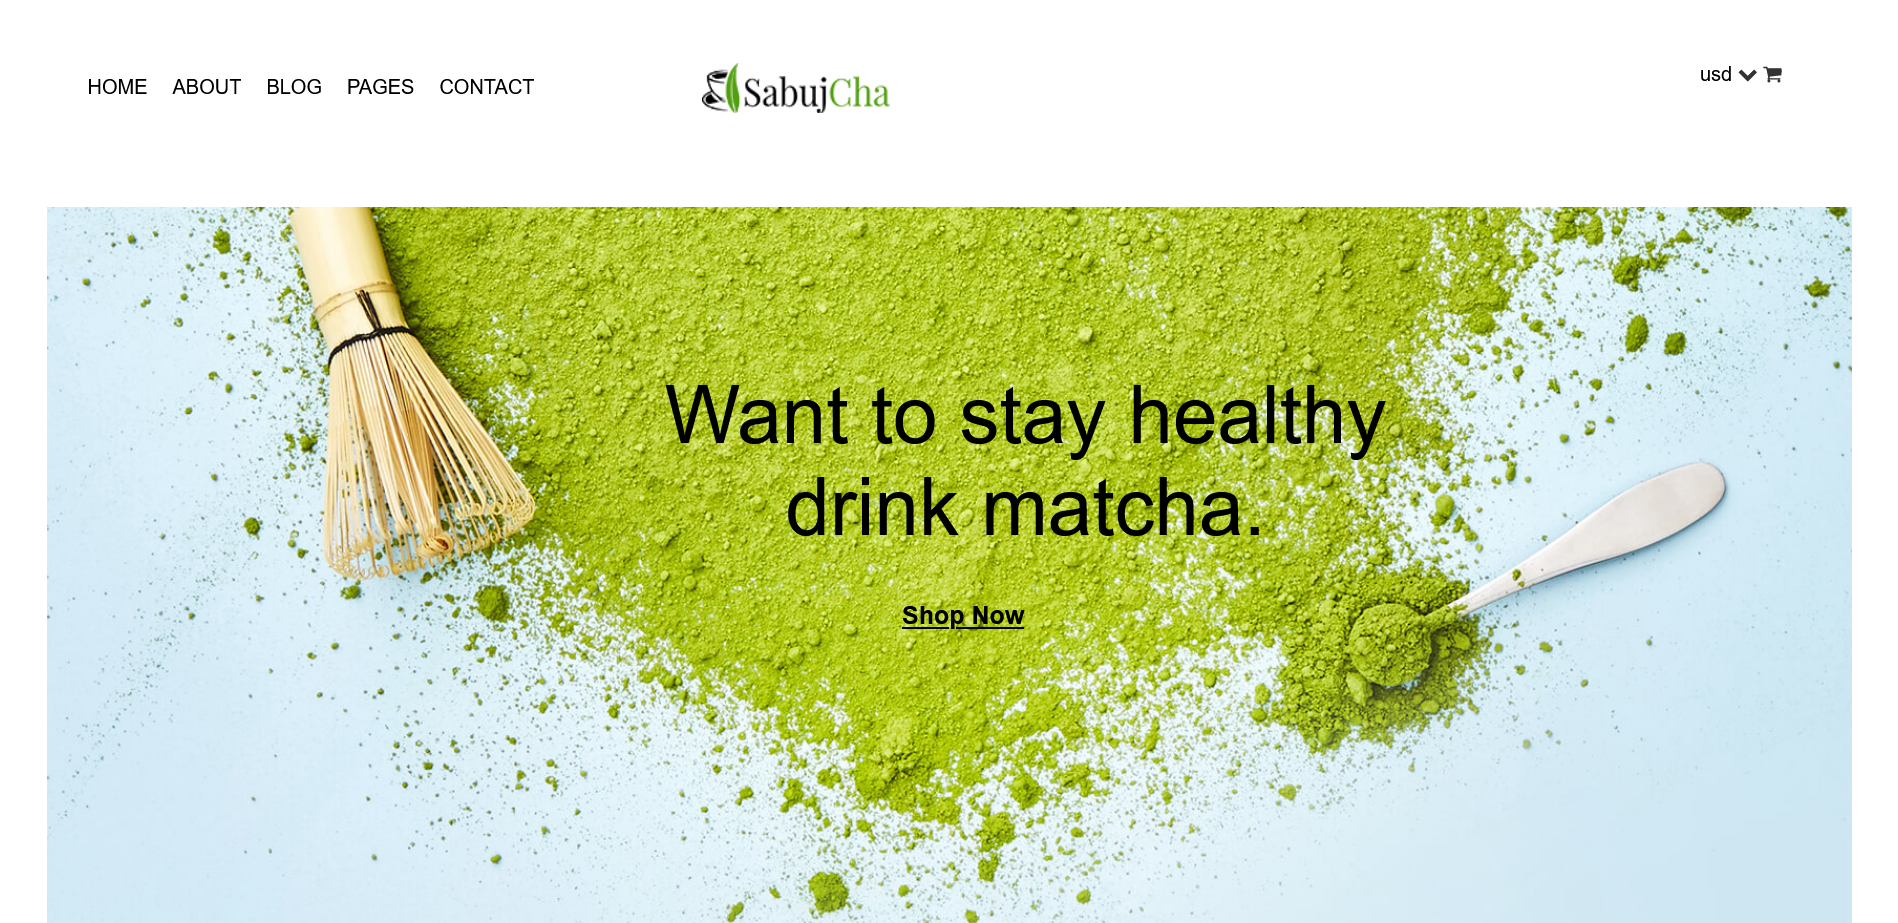 HOME ABOUT BLOG PAGES CONTACT
SabujCha
usd
Want to stay healthy
drink matcha.
Shop Now